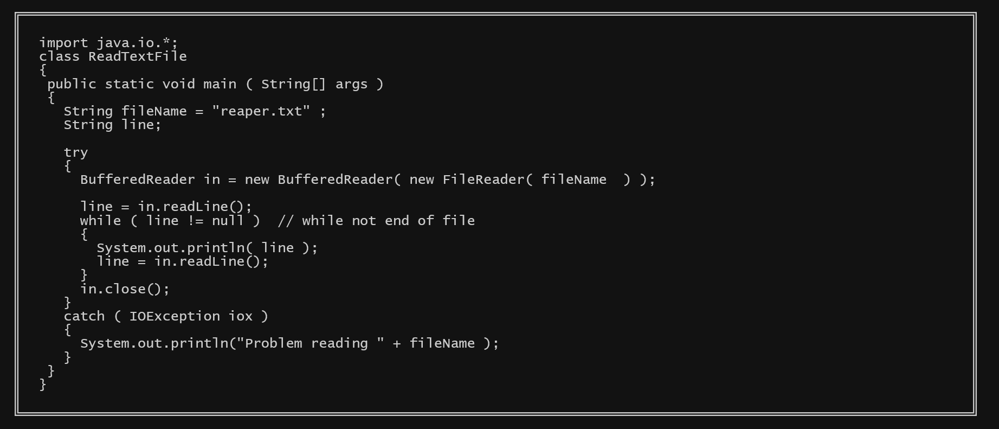 import java.io.*;
class ReadTextFile
{
 public static void main ( String[] args )
 {
   String fileName = "reaper.txt" ;
   String line;

   try
   {
     BufferedReader in = new BufferedReader( new FileReader( fileName  ) );

     line = in.readLine();
     while ( line != null )  // while not end of file
     {
       System.out.println( line );
       line = in.readLine();
     }
     in.close();
   }
   catch ( IOException iox )
   {
     System.out.println("Problem reading " + fileName );
   }
 }
}